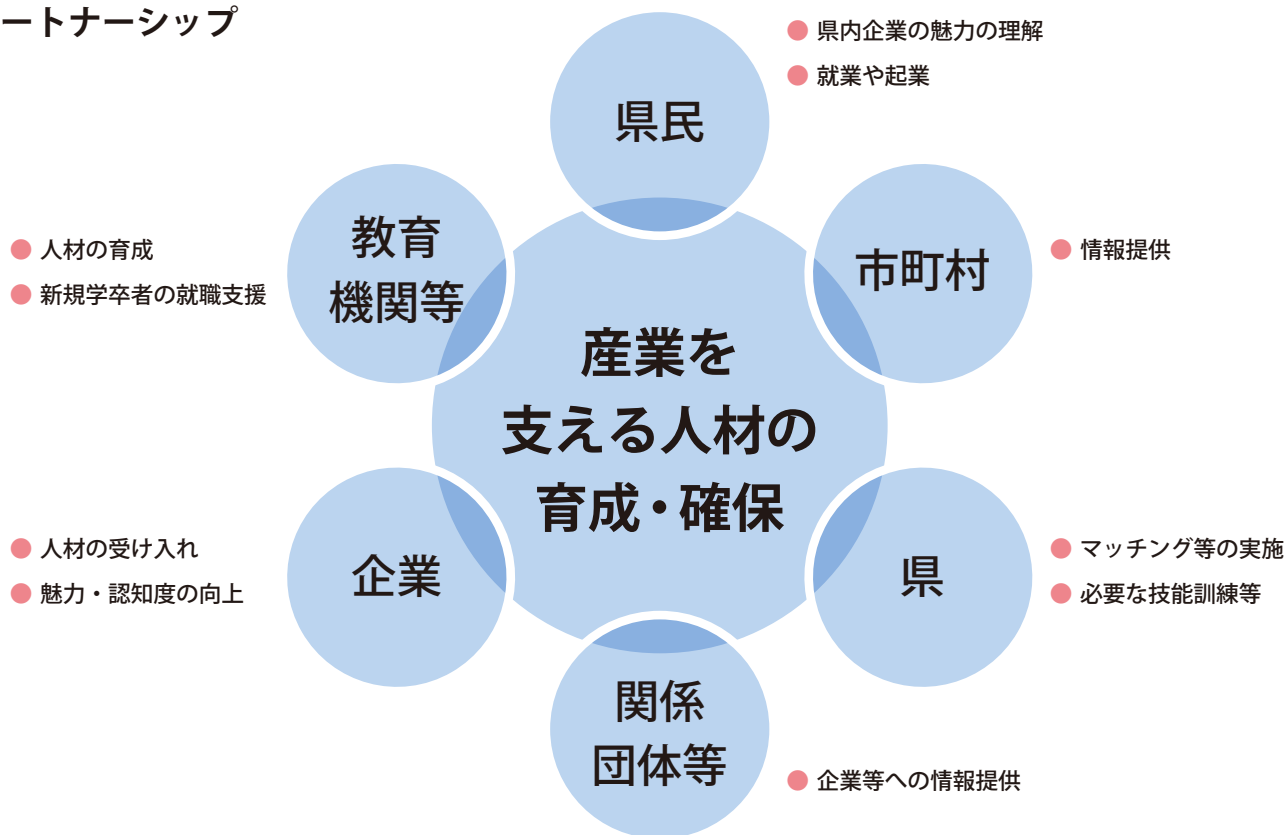 ートナーシップ
県民
● 県内企業の魅力の理解
● 就業や起業
教育
機関等
● 人材の育成
● 新規学卒者の就職支援
市町村
● 情報提供
産業を
支える人材の
育成・確保
企業
● 人材の受け入れ
● 魅力・認知度の向上
県
● マッチング等の実施
● 必要な技能訓練等
関係
団体等
● 企業等への情報提供